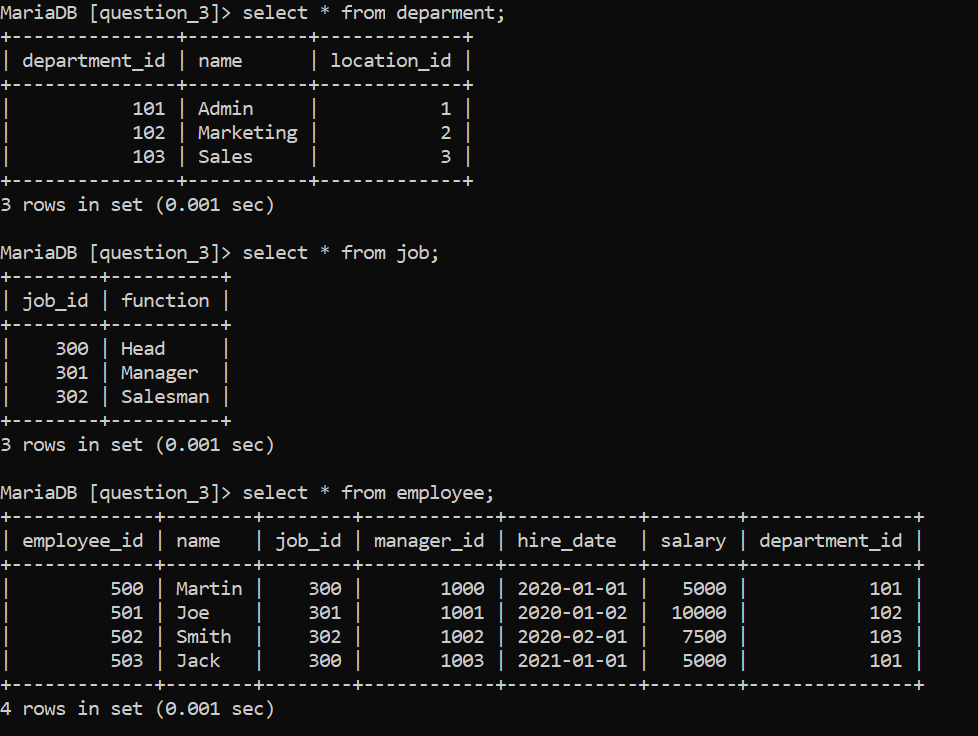 MariaDB [question_3]> select * from deparment;
+---------------+-----------+-------------+
| department_id | name      | location_id |
+---------------+-----------+-------------+
|           101 | Admin     |           1 |
|           102 | Marketing |           2 |
|           103 | Sales     |           3 |
+---------------+-----------+-------------+
3 rows in set (0.001 sec)

MariaDB [question_3]> select * from job;
+--------+----------+
| job_id | function |
+--------+----------+
|    300 | Head     |
|    301 | Manager  |
|    302 | Salesman |
+--------+----------+
3 rows in set (0.001 sec)

MariaDB [question_3]> select * from employee;
+-------------+--------+--------+------------+------------+--------+---------------+
| employee_id | name   | job_id | manager_id | hire_date  | salary | department_id |
+-------------+--------+--------+------------+------------+--------+---------------+
|         500 | Martin |    300 |       1000 | 2020-01-01 |   5000 |           101 |
|         501 | Joe    |    301 |       1001 | 2020-01-02 |  10000 |           102 |
|         502 | Smith  |    302 |       1002 | 2020-02-01 |   7500 |           103 |
|         503 | Jack   |    300 |       1003 | 2021-01-01 |   5000 |           101 |
+-------------+--------+--------+------------+------------+--------+---------------+
4 rows in set (0.001 sec)